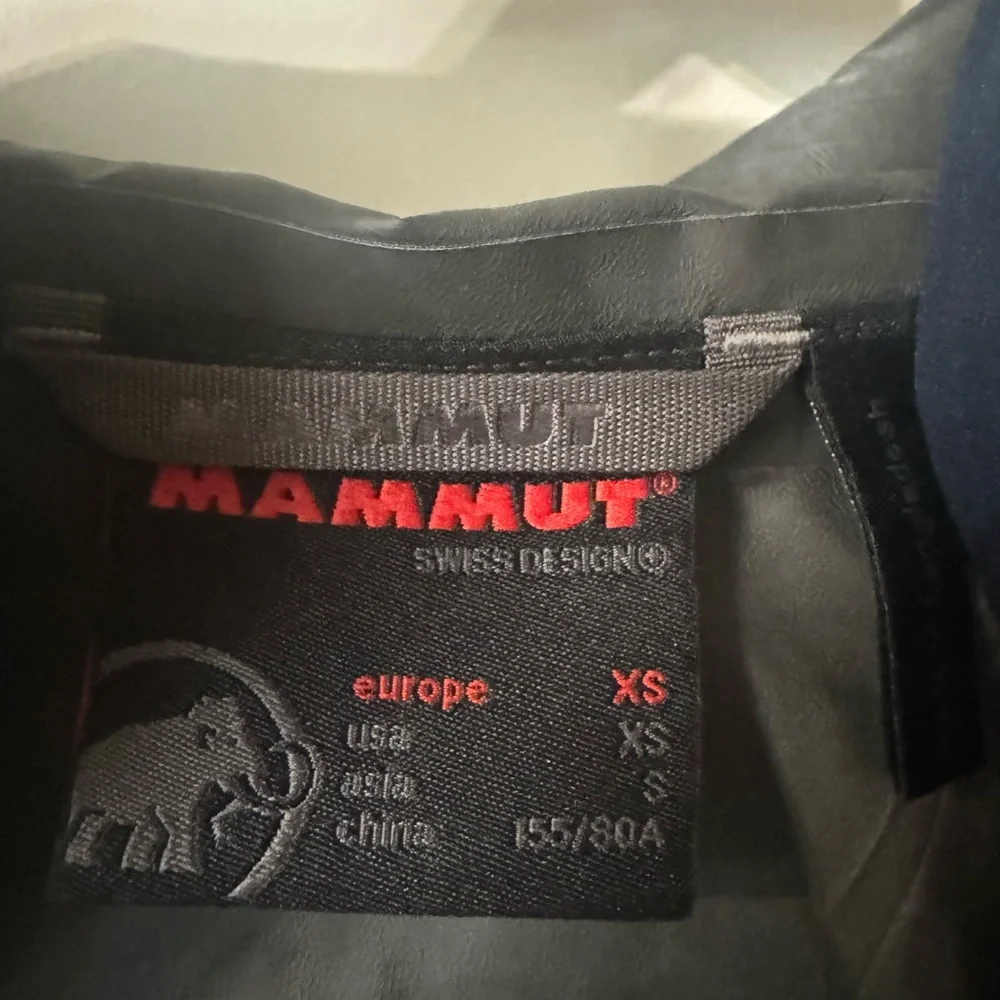 MAMMUT
MAMMUT®
SWISS DESIGN
europe XS
usa XS
asia S
china 155/80A